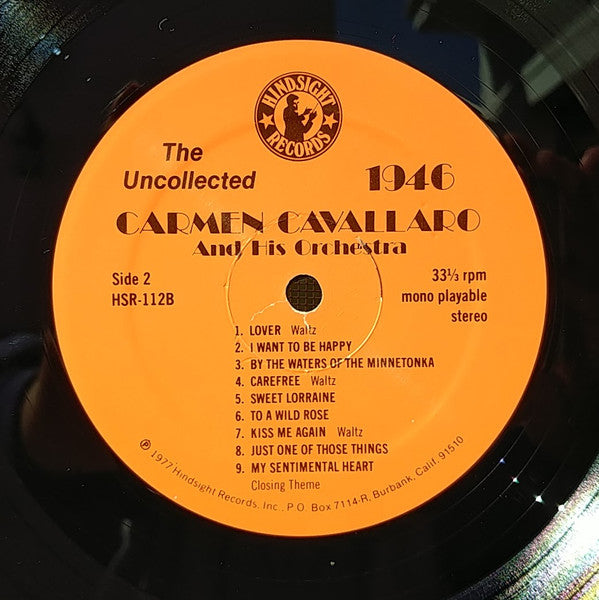 HINDSIGHT
RECORDS
The
Uncollected
1946
CARMEN CAVALLARO
And His Orchestra
Side 2
HSR-112B
33⅓ rpm
mono playable
stereo
1. LOVER Waltz
2. I WANT TO BE HAPPY
3. BY THE WATERS OF THE MINNETONKA
4. CAREFREE Waltz
5. SWEET LORRAINE
6. TO A WILD ROSE
7. KISS ME AGAIN Waltz
8. JUST ONE OF THOSE THINGS
9. MY SENTIMENTAL HEART
Closing Theme
℗ 1977 Hindsight Records, Inc., P.O. Box 7114-R, Burbank, Calif. 91510